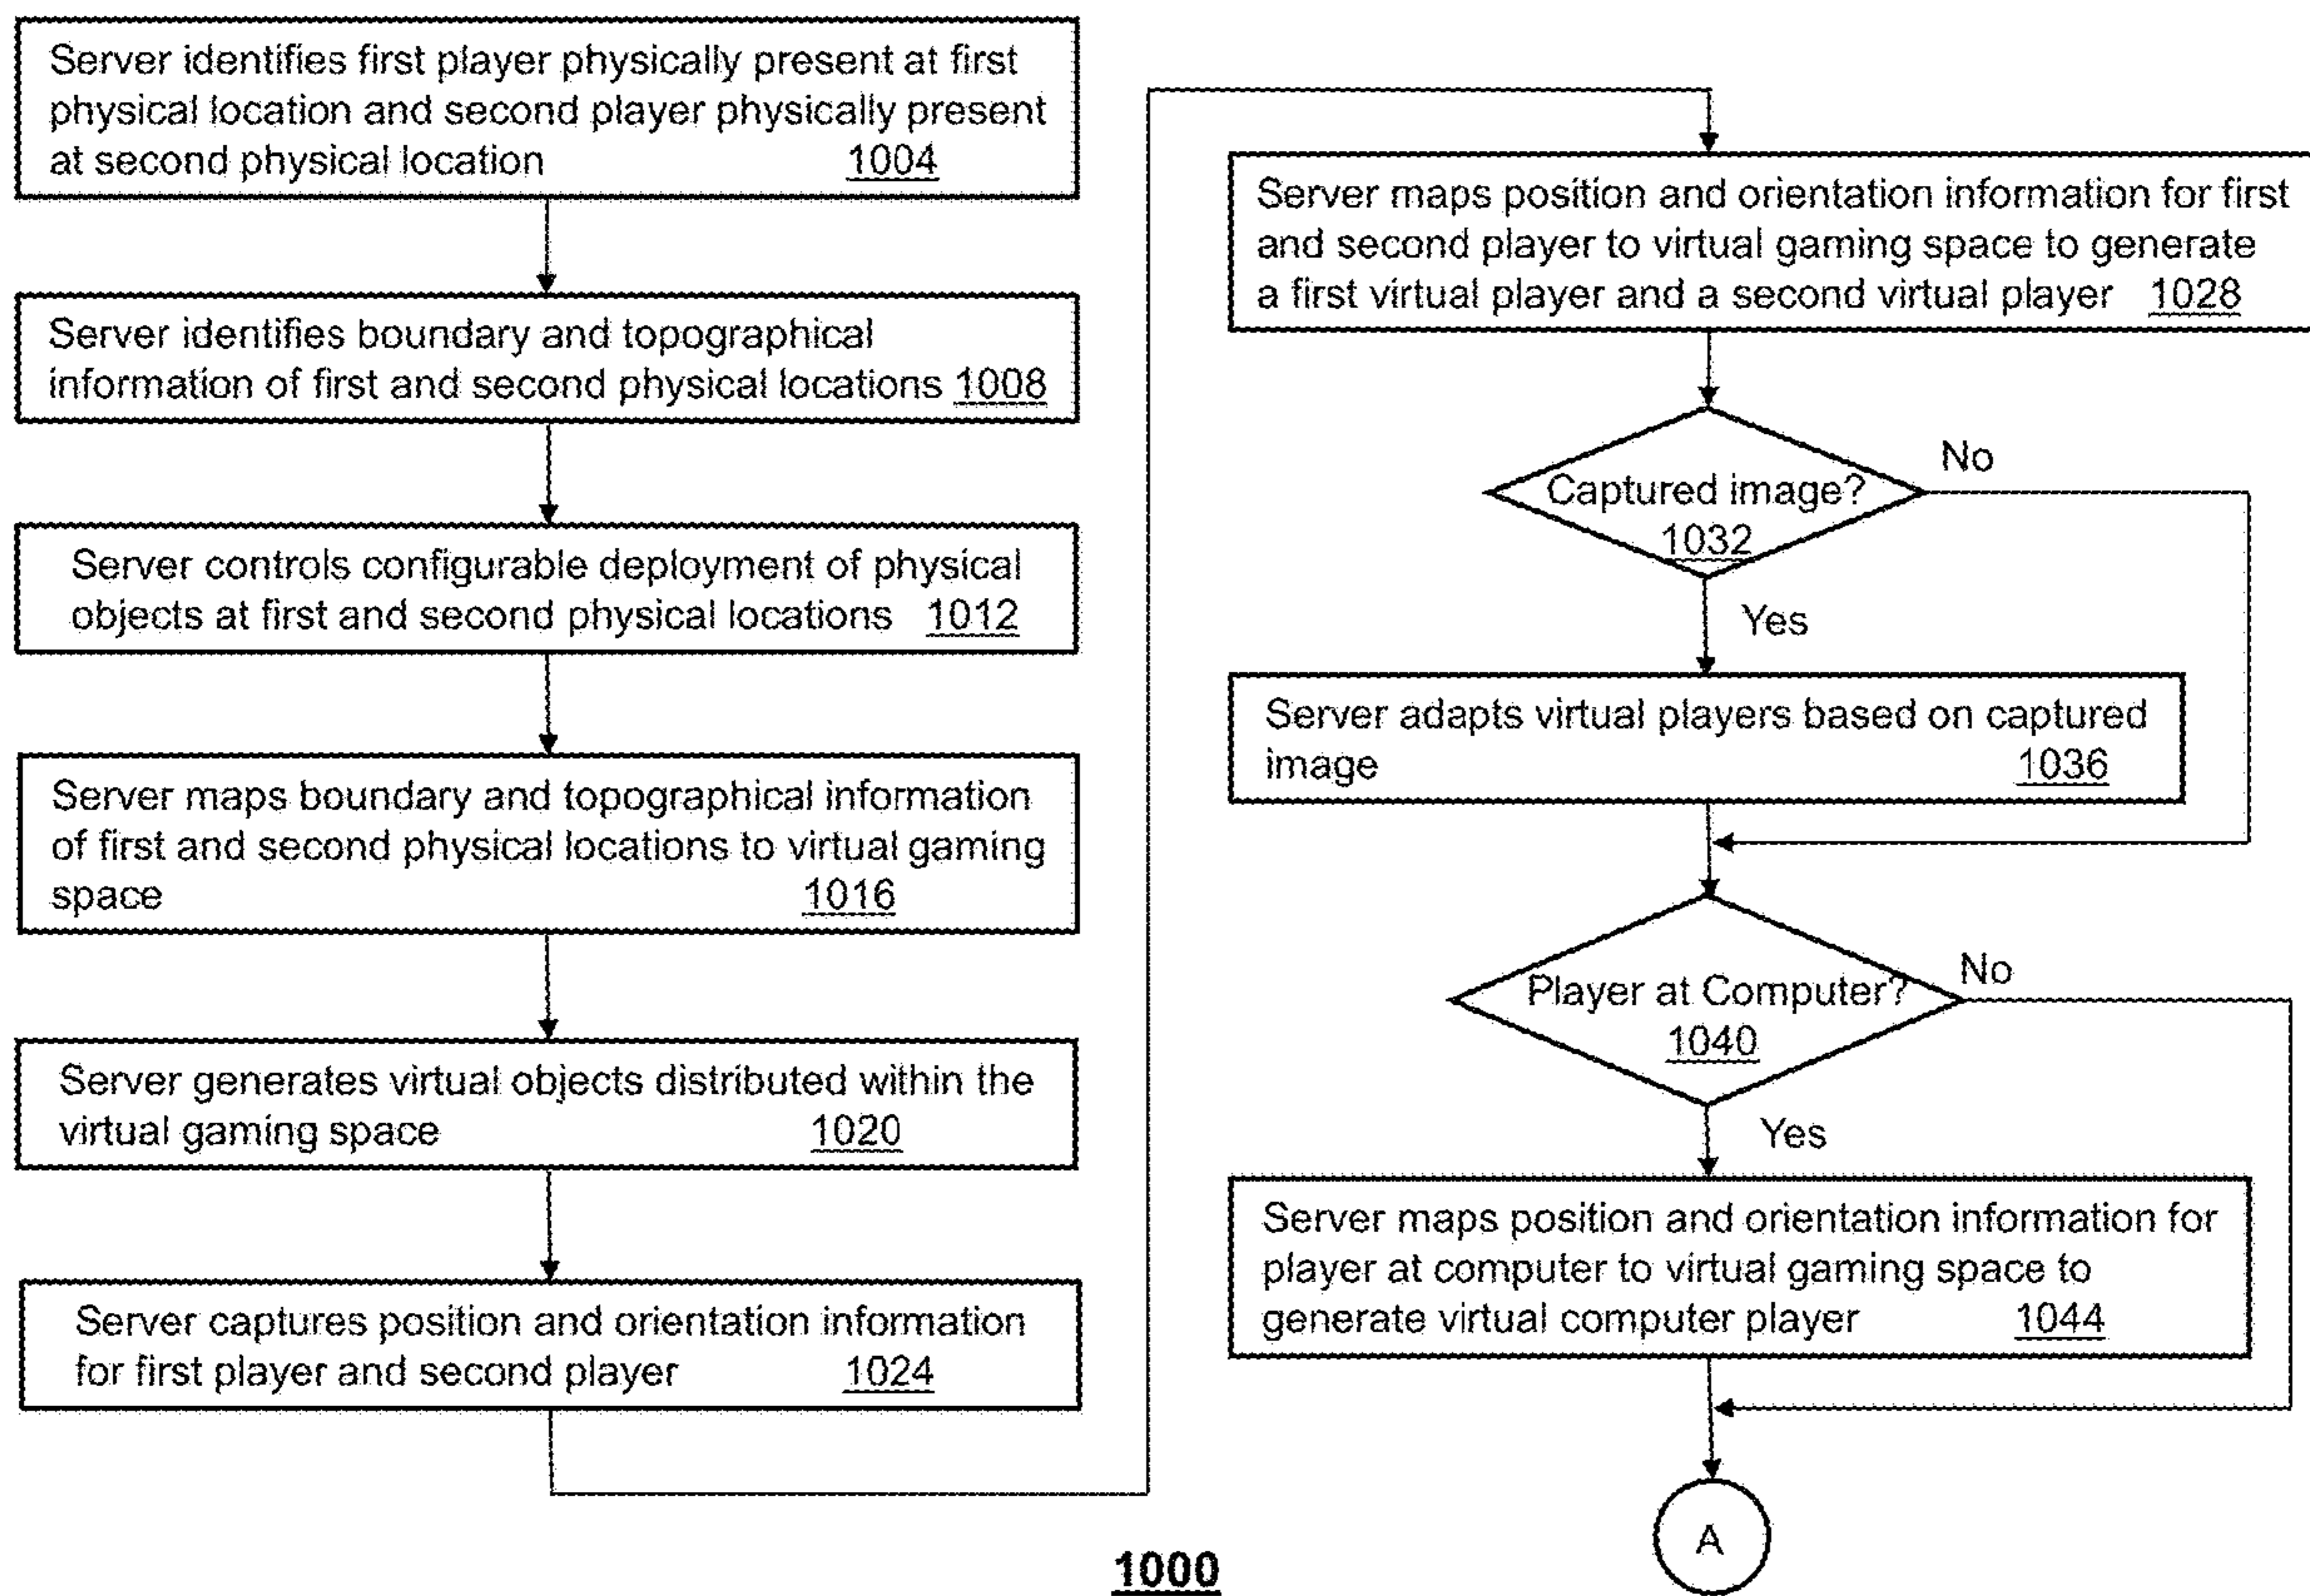 Server identifies first player physically present at first
physical location and second player physically present
at second physical location 1004
Server identifies boundary and topographical
information of first and second physical locations 1008
Server controls configurable deployment of physical
objects at first and second physical locations 1012
Server maps boundary and topographical information
of first and second physical locations to virtual gaming
space 1016
Server generates virtual objects distributed within the
virtual gaming space 1020
Server captures position and orientation information
for first player and second player 1024
Server maps position and orientation information for first
and second player to virtual gaming space to generate
a first virtual player and a second virtual player 1028
Captured image?
1032
No
Yes
Server adapts virtual players based on captured
image 1036
Player at Computer?
1040
No
Yes
Server maps position and orientation information for
player at computer to virtual gaming space to
generate virtual computer player 1044
A
1000